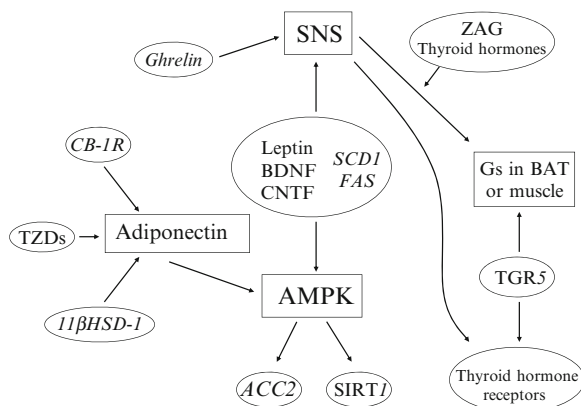 SNS
ZAG
Thyroid hormones
Ghrelin
CB-1R
Leptin
BDNF
CNTF
SCD1
FAS
Gs in BAT
or muscle
TZDs
Adiponectin
TGR5
11βHSD-1
AMPK
ACC2
SIRT1
Thyroid hormone
receptors